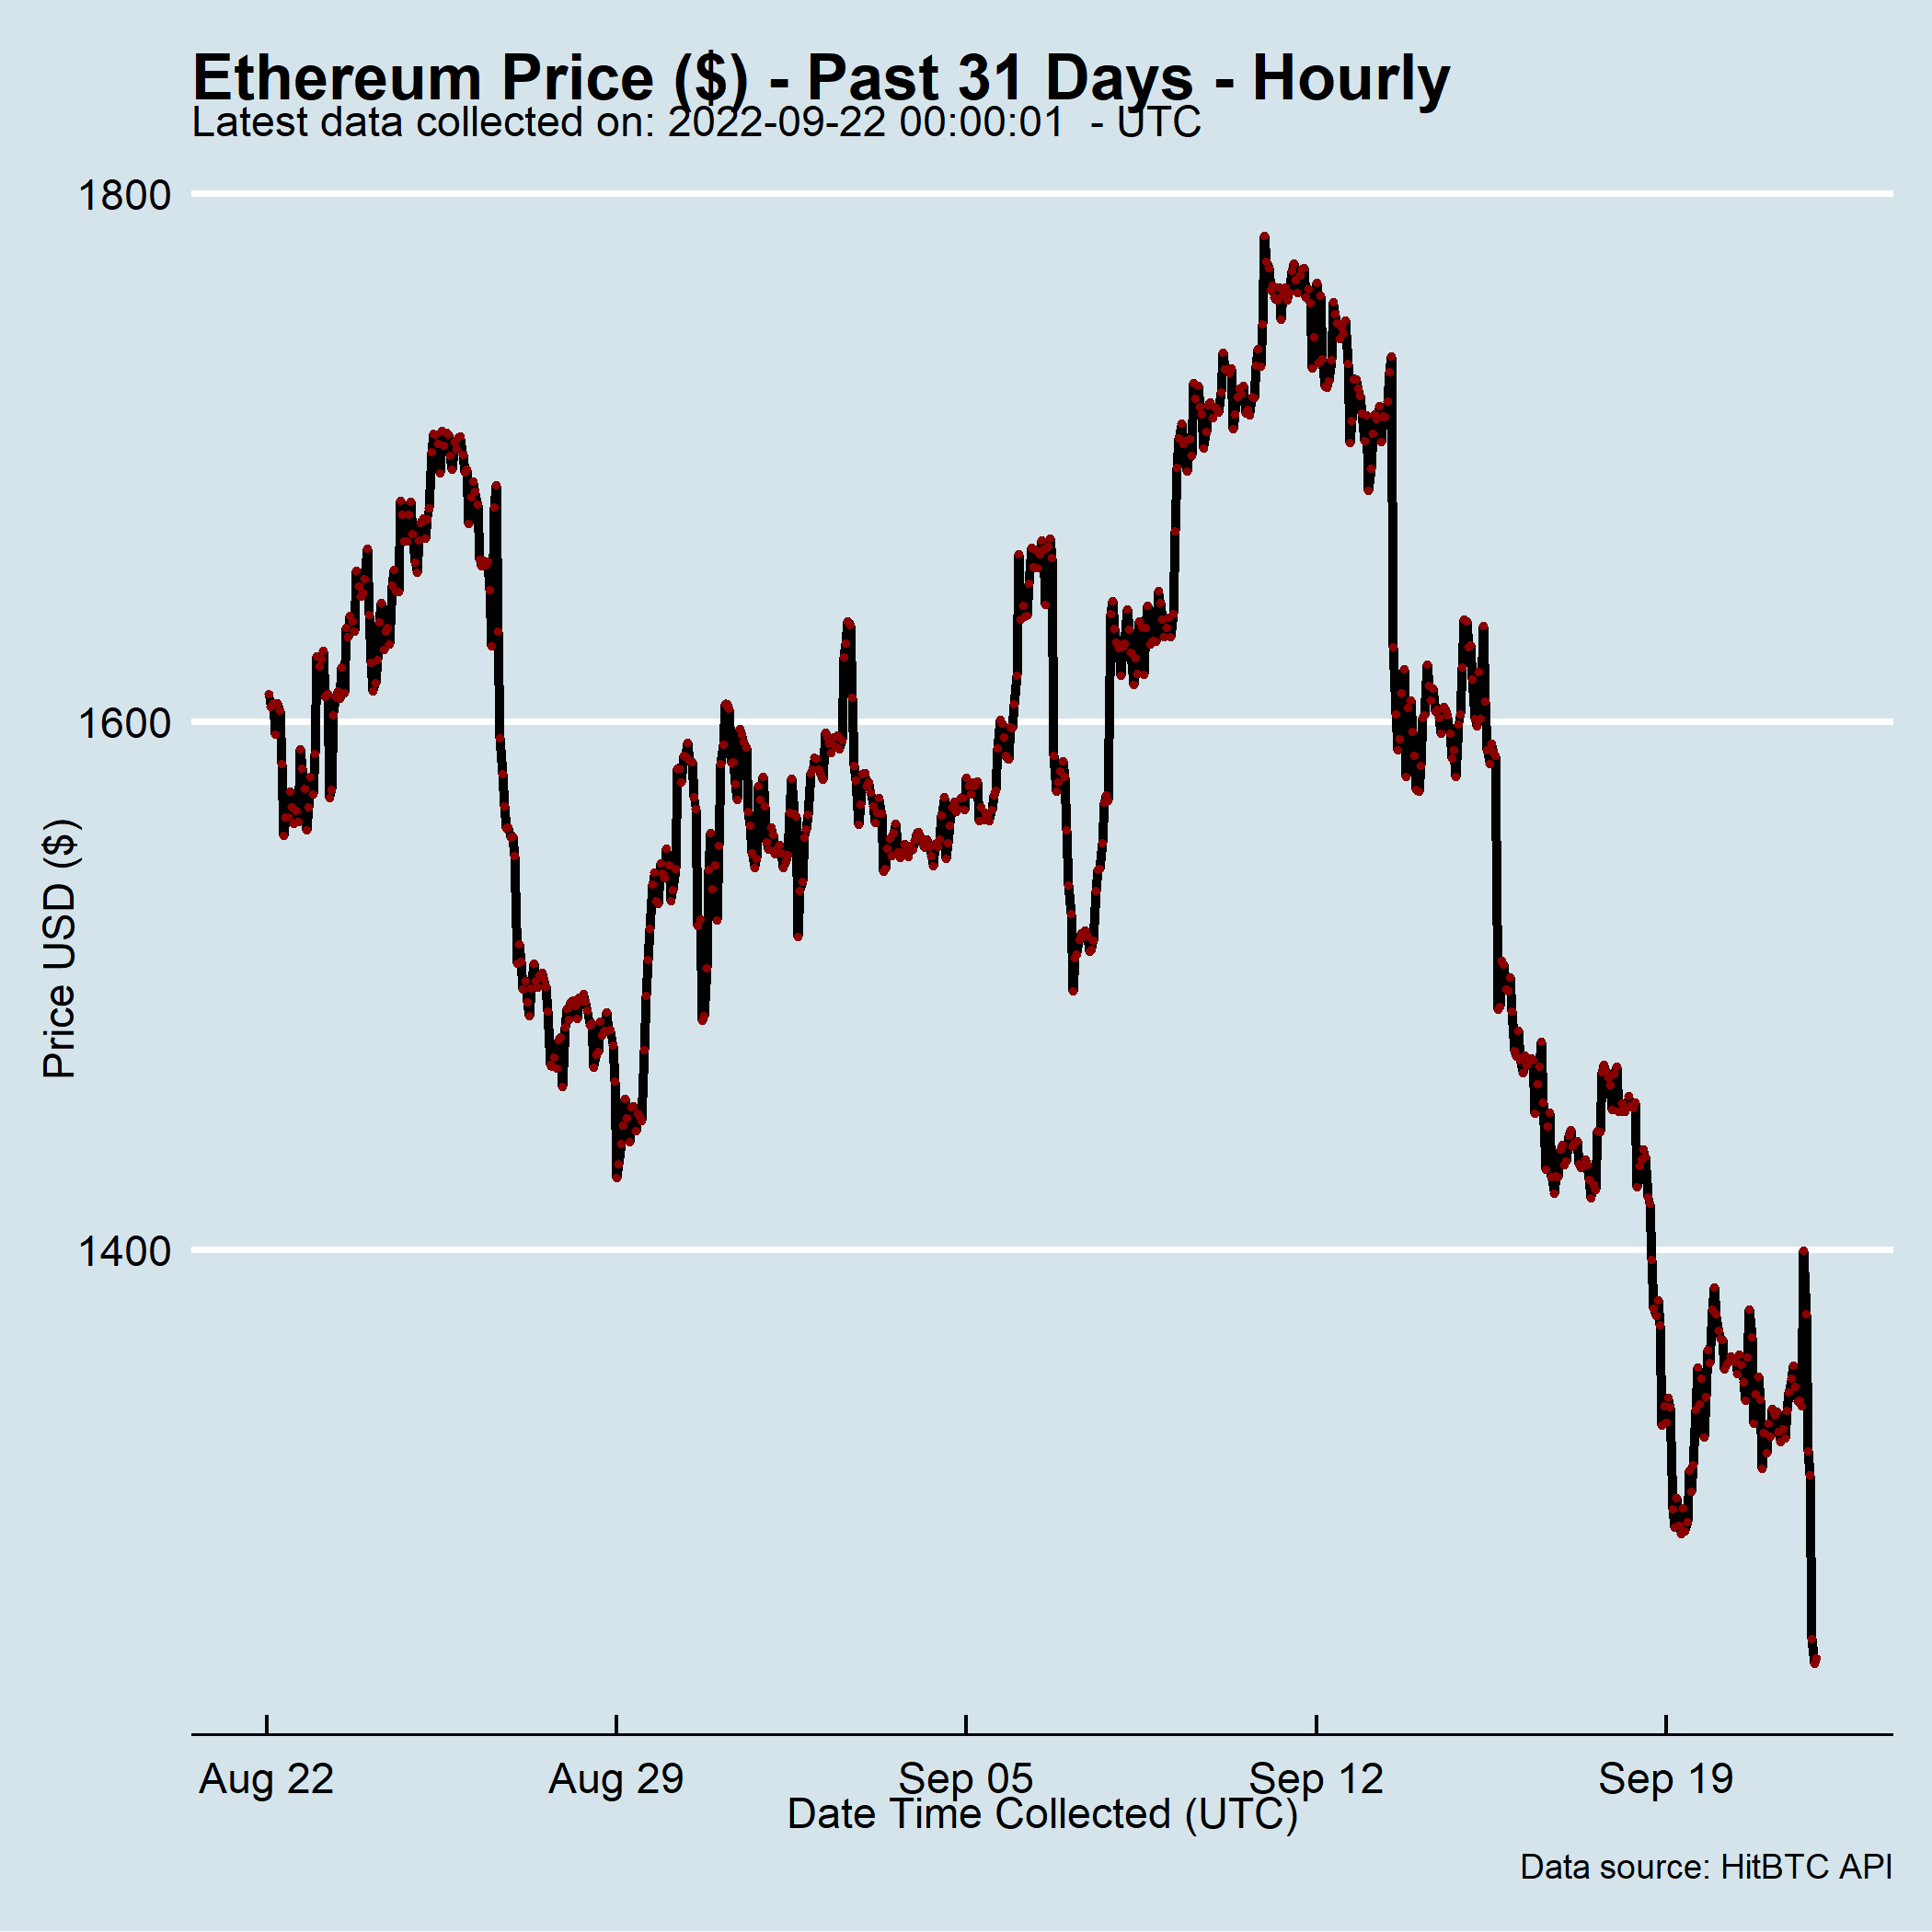 Ethereum Price ($) - Past 31 Days - Hourly
Latest data collected on: 2022-09-22 00:00:01  - UTC
1800
1600
1400
Price USD ($)
Aug 22
Aug 29
Sep 05
Sep 12
Sep 19
Date Time Collected (UTC)
Data source: HitBTC API